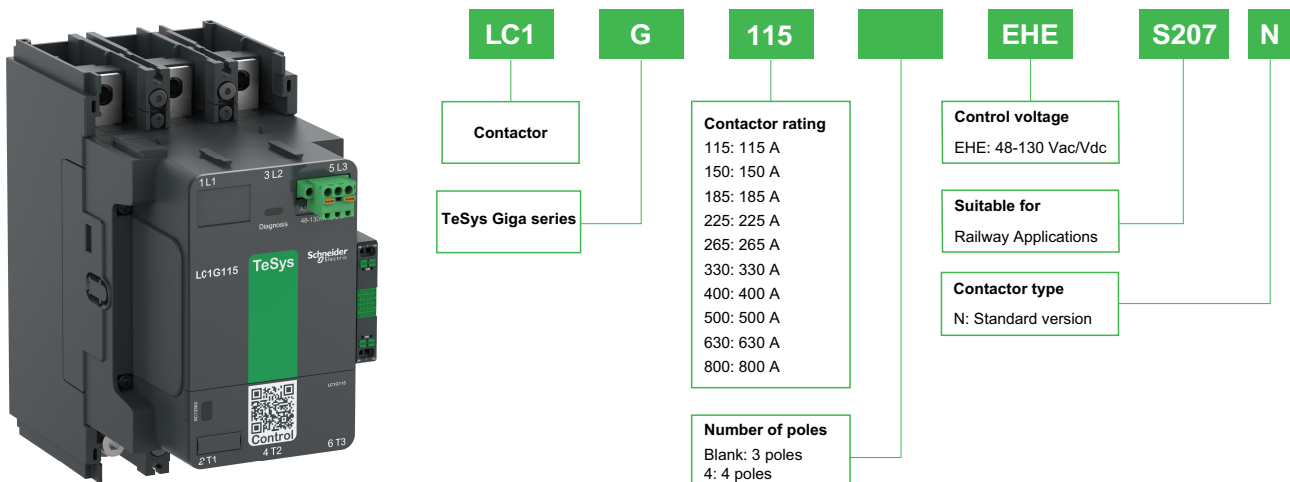 LC1 G 115 EHE S207 N
Contactor
TeSys Giga series
Contactor rating
115: 115 A
150: 150 A
185: 185 A
225: 225 A
265: 265 A
330: 330 A
400: 400 A
500: 500 A
630: 630 A
800: 800 A
Number of poles
Blank: 3 poles
4: 4 poles
Control voltage
EHE: 48-130 Vac/Vdc
Suitable for
Railway Applications
Contactor type
N: Standard version
1 L1 3 L2 5 L3
Diagnosis
LC1G115
TeSys
Schneider
Electric
LC1G115
Control
2 T1 4 T2 6 T3